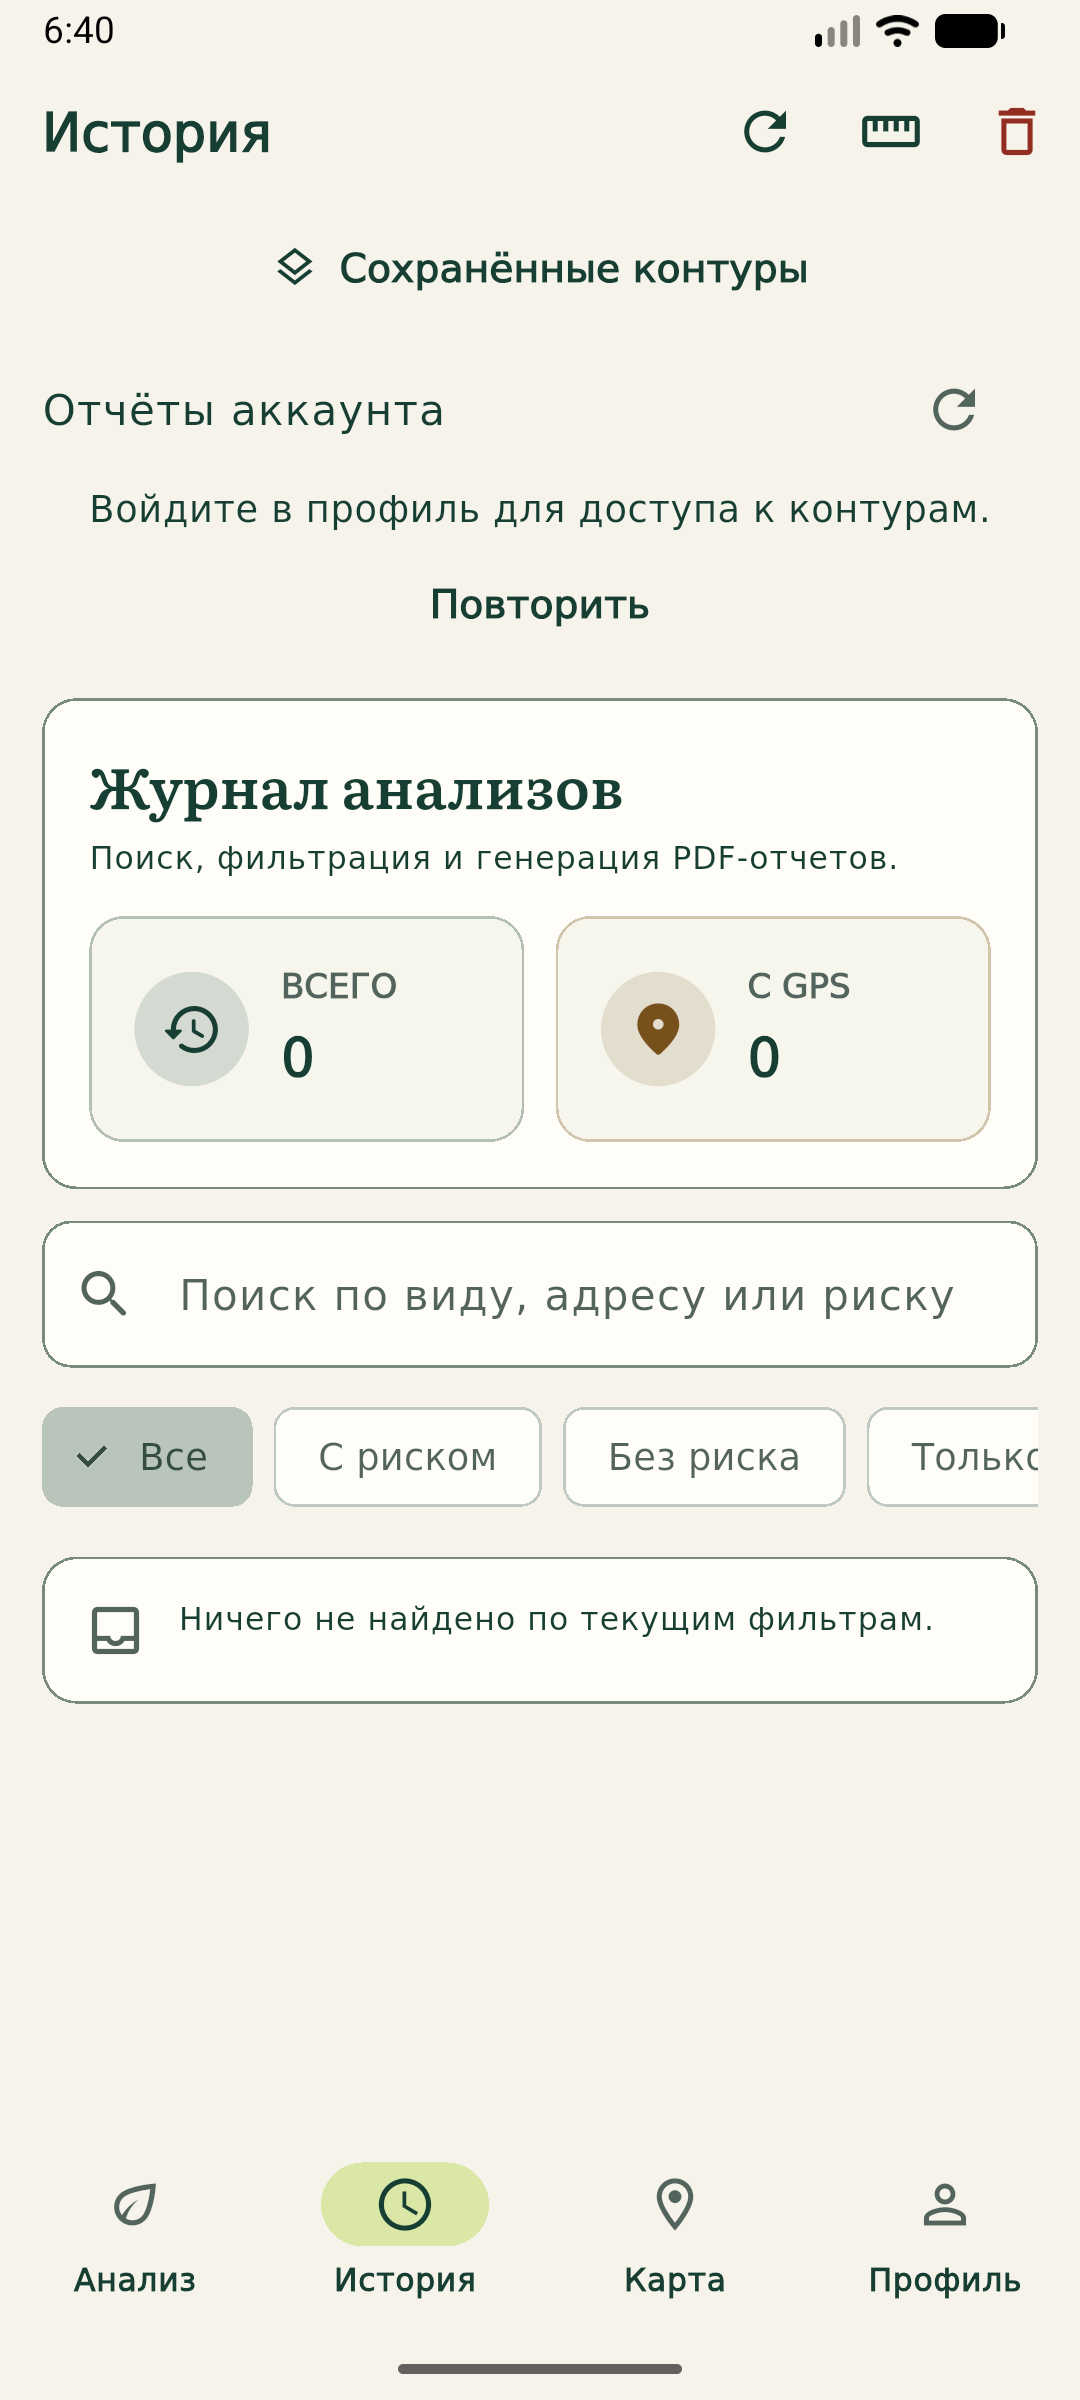 6:40
История
Сохранённые контуры
Отчёты аккаунта
Войдите в профиль для доступа к контурам.
Повторить
Журнал анализов
Поиск, фильтрация и генерация PDF-отчетов.
ВСЕГО
0
С GPS
0
Поиск по виду, адресу или риску
Все
С риском
Без риска
Только
Ничего не найдено по текущим фильтрам.
Анализ
История
Карта
Профиль